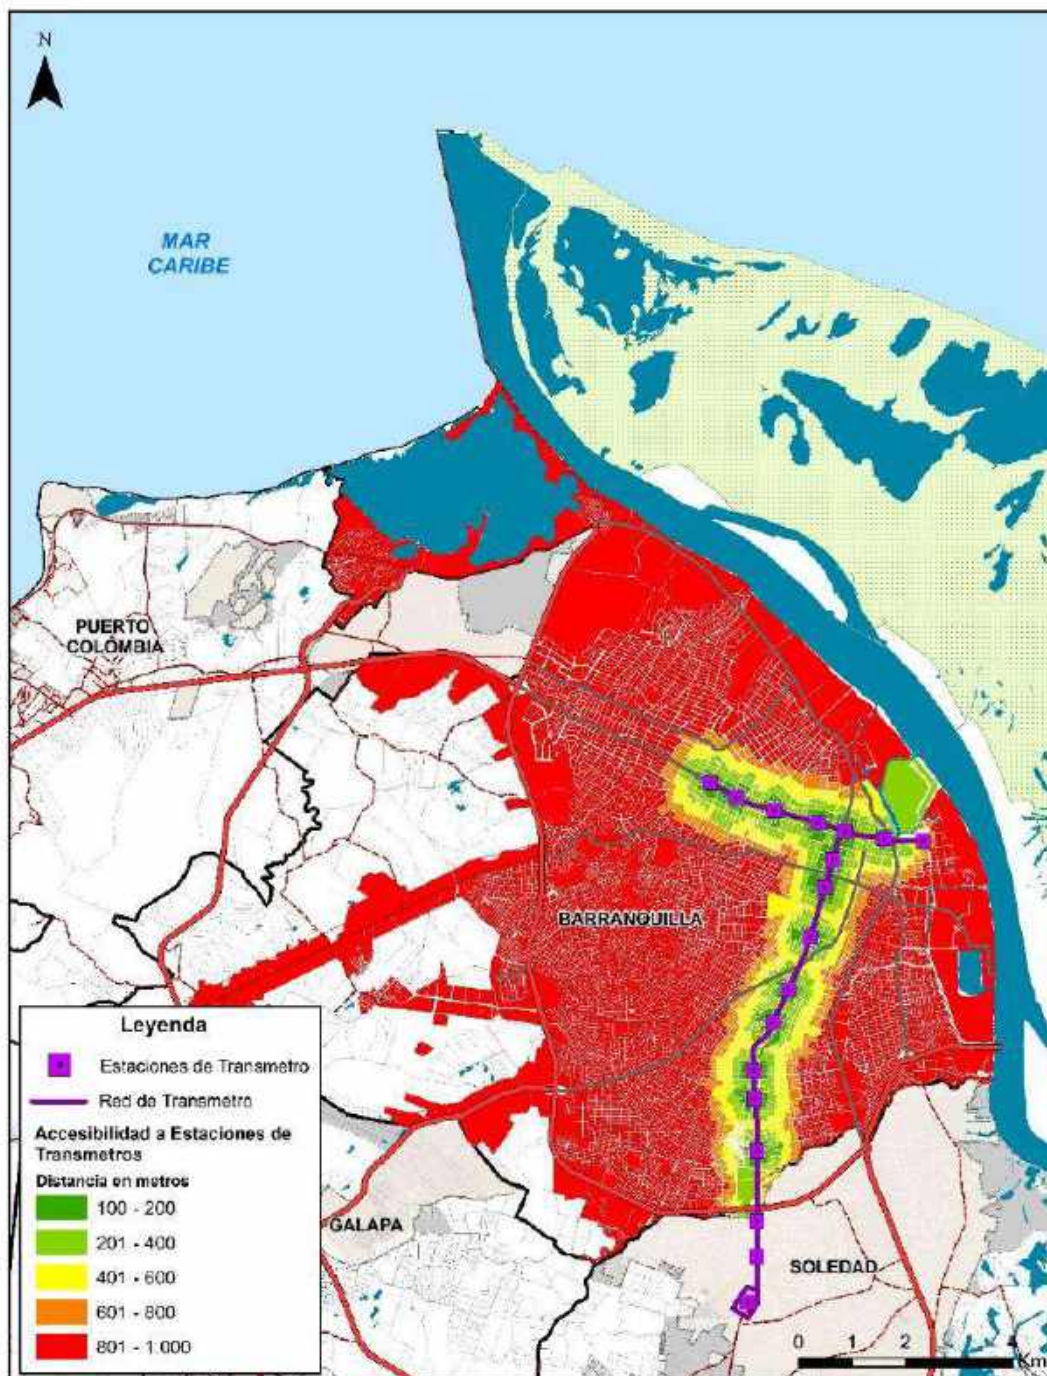 N
MAR
CARIBE
PUERTO
COLÓMBIA
BARRANQUILLA
GALAPA
SOLEDAD
Leyenda
Estaciones de Transmetro
Red de Transmetro
Accesibilidad a Estaciones de
Transmetros
Distancia en metros
100 - 200
201 - 400
401 - 600
601 - 800
801 - 1.000
0 1 2 4
Km